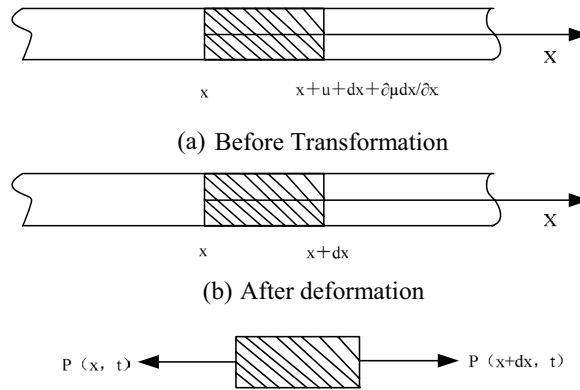 X
x x+u+dx+∂μdx/∂x
(a) Before Transformation
X
x x+dx
(b) After deformation
P（x, t） P（x+dx, t）